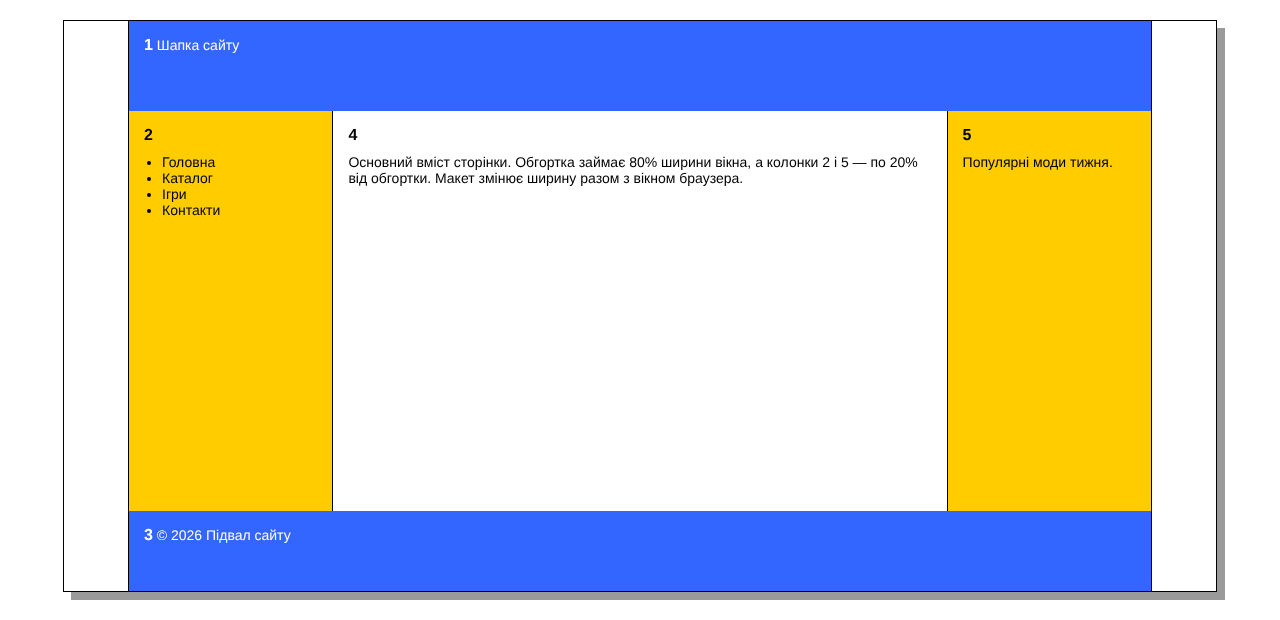 1 Шапка сайту
2
• Головна
• Каталог
• Ігри
• Контакти
4
Основний вміст сторінки. Обгортка займає 80% ширини вікна, а колонки 2 і 5 — по 20%
від обгортки. Макет змінює ширину разом з вікном браузера.
5
Популярні моди тижня.
3 © 2026 Підвал сайту